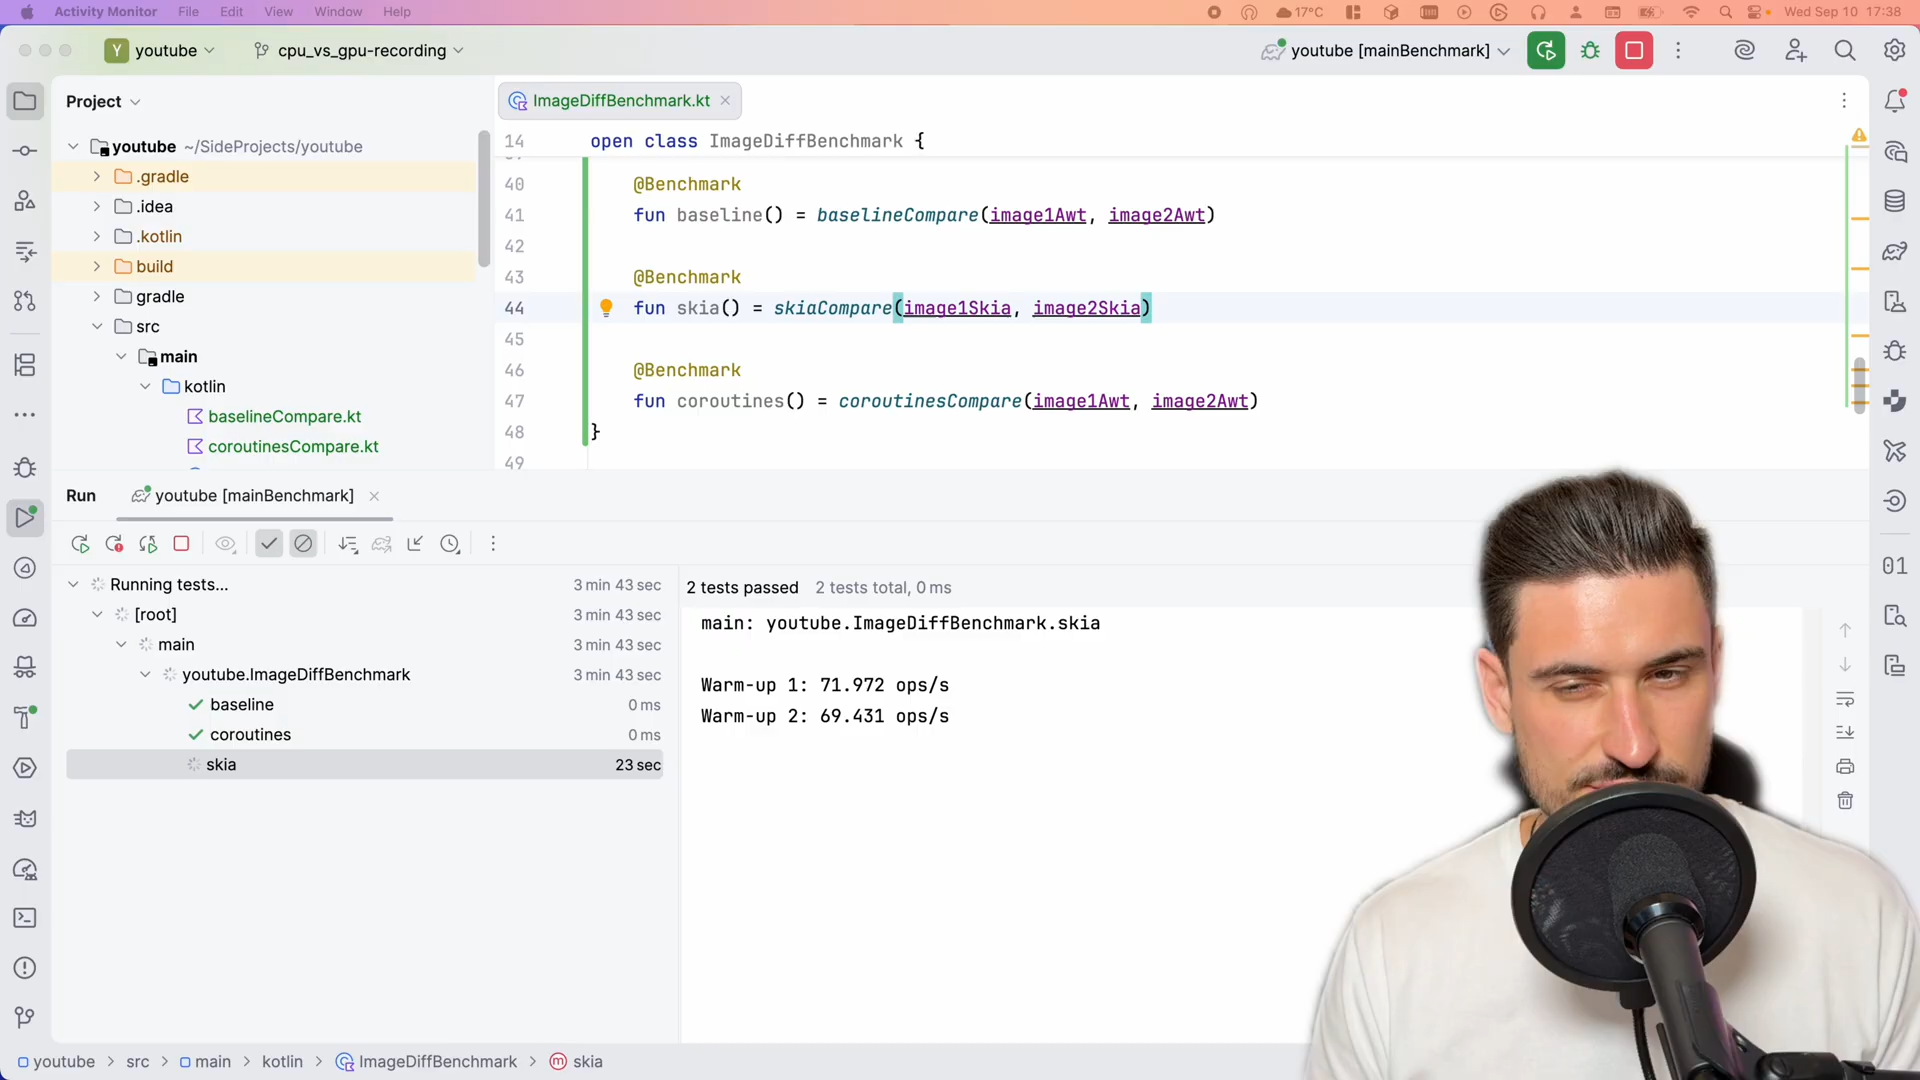 Activity Monitor File Edit View Window Help 17°C Wed Sep 10 17:38
Y youtube cpu_vs_gpu-recording youtube [mainBenchmark]
Project
youtube ~/SideProjects/youtube
.gradle
.idea
.kotlin
build
gradle
src
main
kotlin
baselineCompare.kt
coroutinesCompare.kt
ImageDiffBenchmark.kt
14 open class ImageDiffBenchmark {
40 @Benchmark
41 fun baseline() = baselineCompare(image1Awt, image2Awt)
42
43 @Benchmark
44 fun skia() = skiaCompare(image1Skia, image2Skia)
45
46 @Benchmark
47 fun coroutines() = coroutinesCompare(image1Awt, image2Awt)
48 }
49
Run youtube [mainBenchmark]
Running tests... 3 min 43 sec
[root] 3 min 43 sec
main 3 min 43 sec
youtube.ImageDiffBenchmark 3 min 43 sec
baseline 0 ms
coroutines 0 ms
skia 23 sec
2 tests passed 2 tests total, 0 ms
main: youtube.ImageDiffBenchmark.skia
Warm-up 1: 71.972 ops/s
Warm-up 2: 69.431 ops/s
01
youtube > src > main > kotlin > ImageDiffBenchmark > m skia